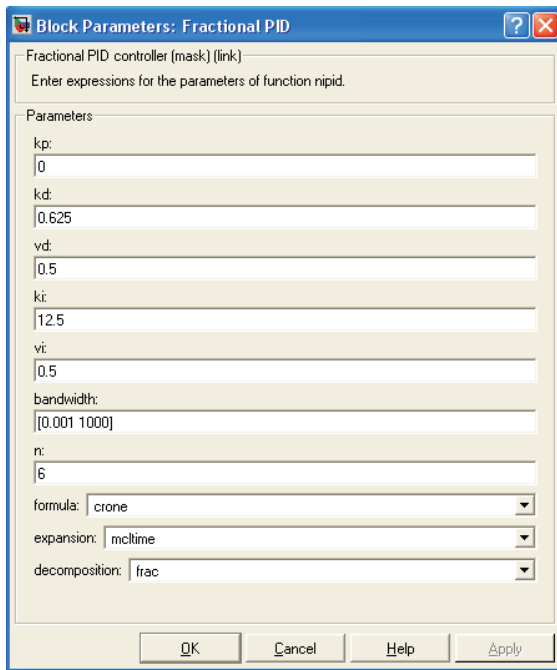 Block Parameters: Fractional PID
Fractional PID controller (mask) (link)
Enter expressions for the parameters of function nipid.
Parameters
kp:
0
kd:
0.625
vd:
0.5
ki:
12.5
vi:
0.5
bandwidth:
[0.001 1000]
n:
6
formula: crone
expansion: mcltime
decomposition: frac
OK Cancel Help Apply